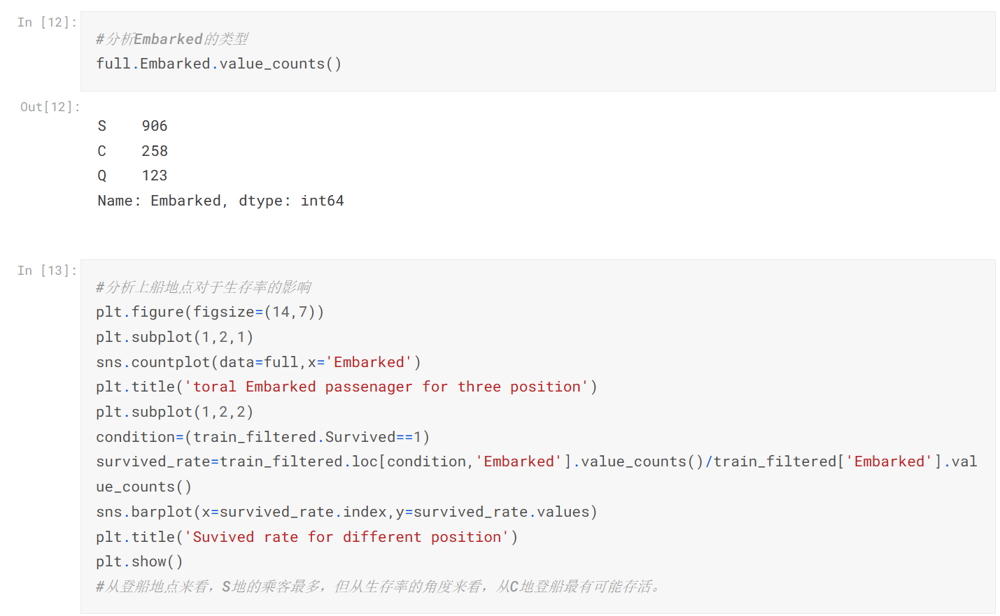 In [12]:
#分析Embarked的类型
full.Embarked.value_counts()
Out[12]:
S    906
C    258
Q    123
Name: Embarked, dtype: int64
In [13]:
#分析上船地点对于生存率的影响
plt.figure(figsize=(14,7))
plt.subplot(1,2,1)
sns.countplot(data=full,x='Embarked')
plt.title('toral Embarked passenager for three position')
plt.subplot(1,2,2)
condition=(train_filtered.Survived==1)
survived_rate=train_filtered.loc[condition,'Embarked'].value_counts()/train_filtered['Embarked'].val
ue_counts()
sns.barplot(x=survived_rate.index,y=survived_rate.values)
plt.title('Suvived rate for different position')
plt.show()
#从登船地点来看，S地的乘客最多，但从生存率的角度来看，从C地登船最有可能存活。